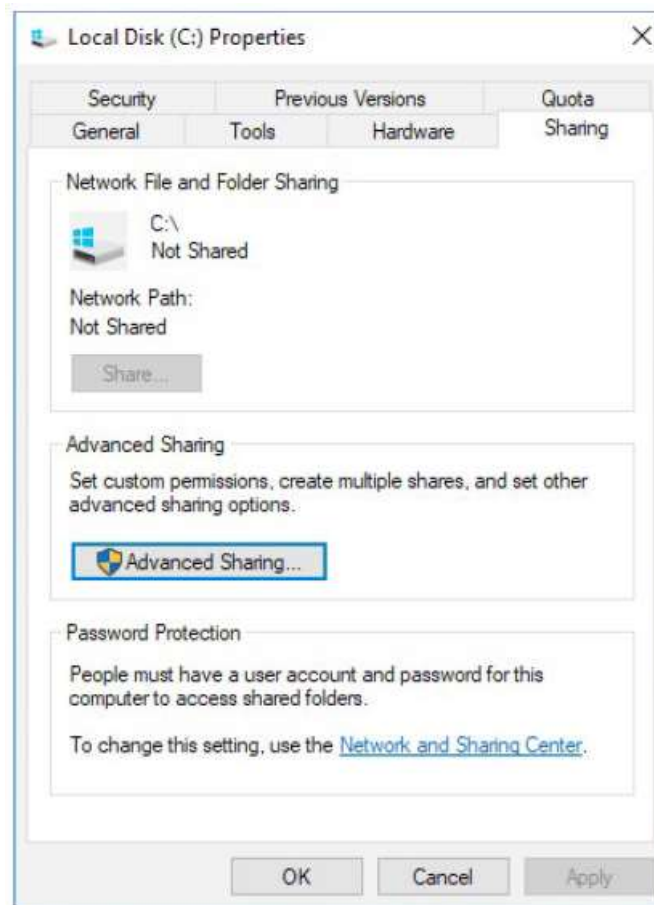 Local Disk (C:) Properties
Security Previous Versions Quota
General Tools Hardware Sharing
Network File and Folder Sharing
C:\
Not Shared
Network Path:
Not Shared
Share...
Advanced Sharing
Set custom permissions, create multiple shares, and set other
advanced sharing options.
Advanced Sharing...
Password Protection
People must have a user account and password for this
computer to access shared folders.
To change this setting, use the Network and Sharing Center.
OK Cancel Apply